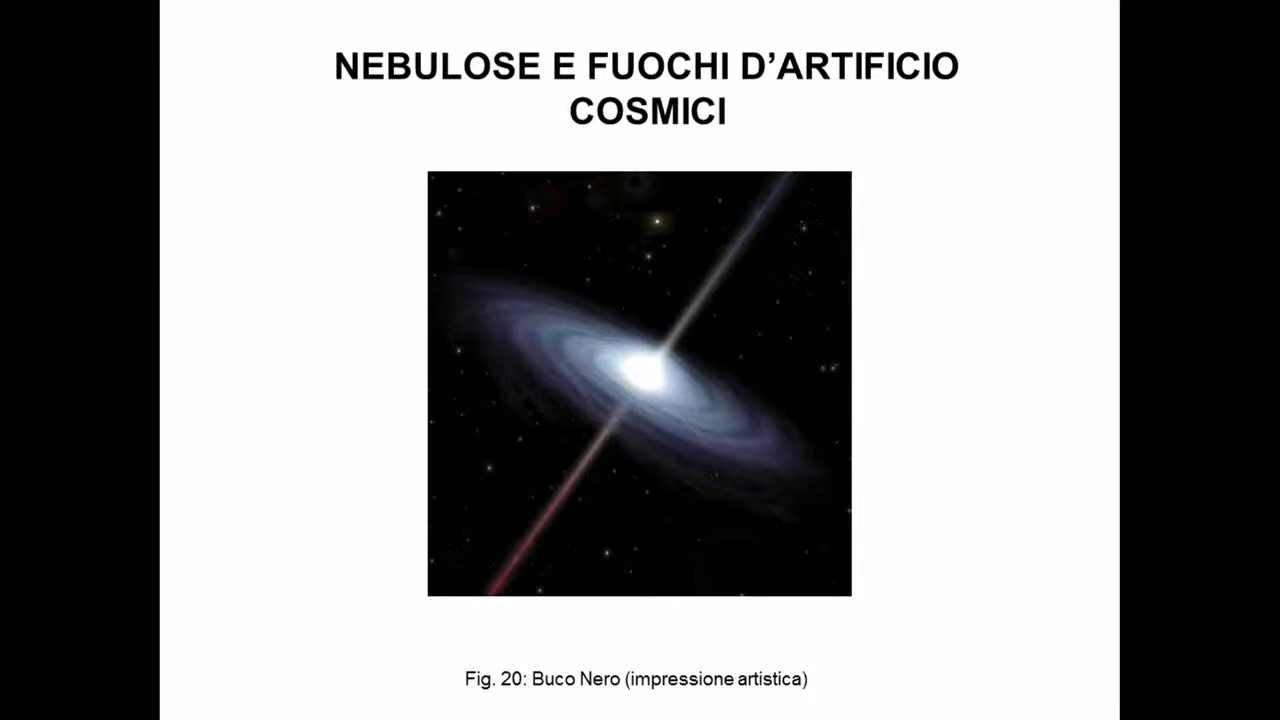 NEBULOSE E FUOCHI D’ARTIFICIO
COSMICI
Fig. 20: Buco Nero (impressione artistica)